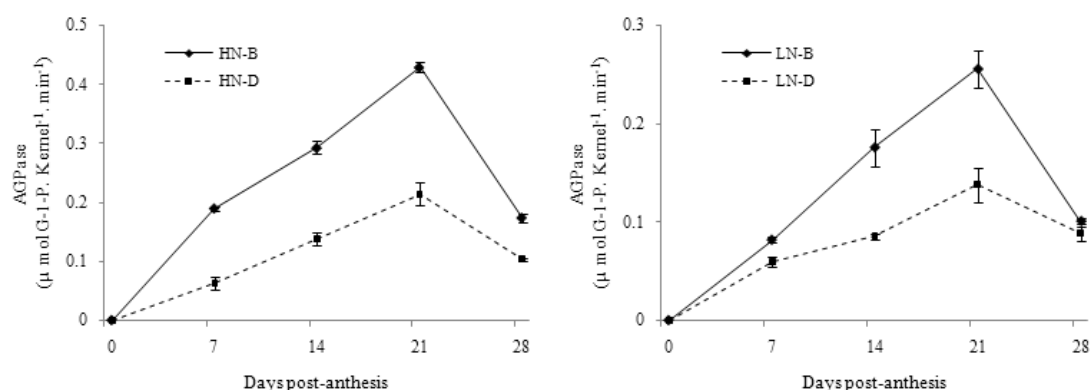 0.5
0.4
0.3
0.2
0.1
0
AGPase
(μ mol G-1-P. Kernel⁻¹. min⁻¹)
HN-B
HN-D
0 7 14 21 28
Days post-anthesis
0.3
0.2
0.1
0
AGPase
(μ mol G-1-P. Kernel⁻¹. min⁻¹)
LN-B
LN-D
0 7 14 21 28
Days post-anthesis